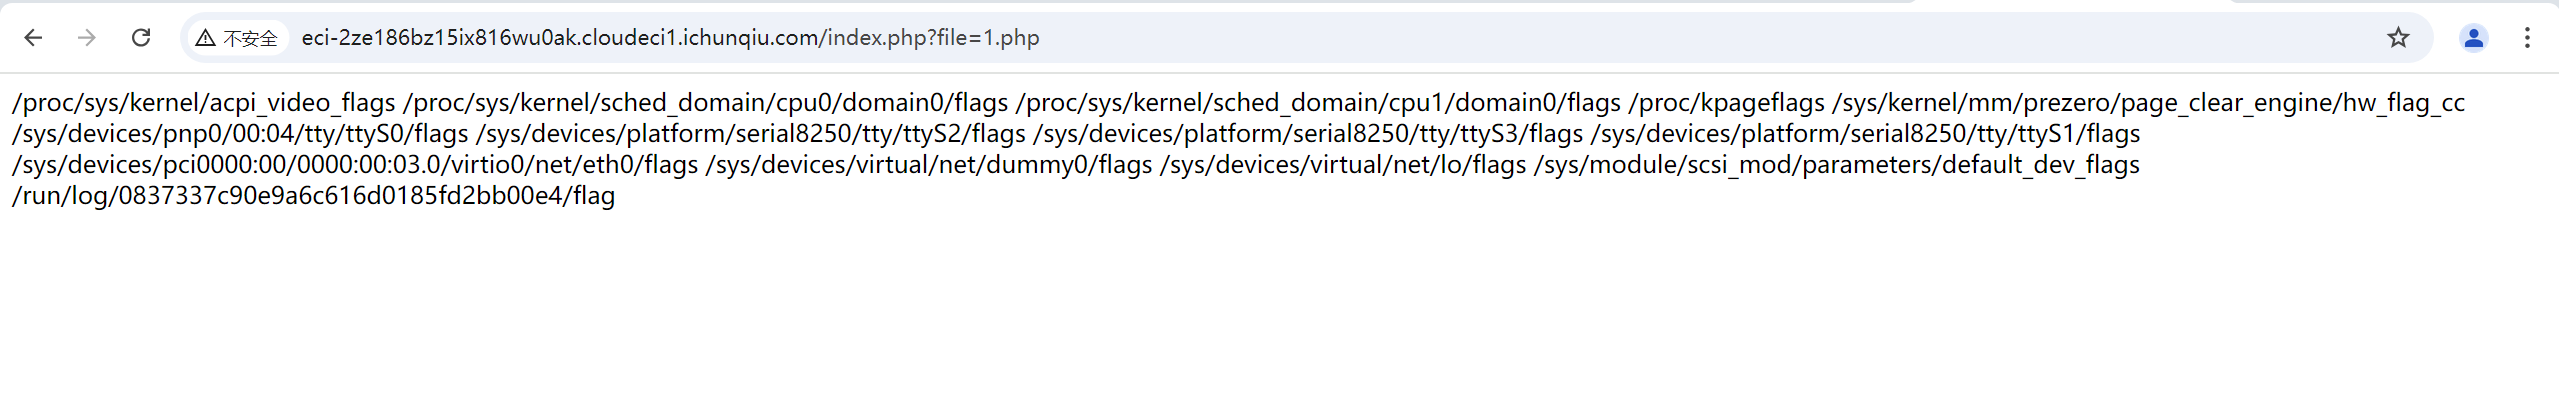 不安全 eci-2ze186bz15ix816wu0ak.cloudeci1.ichunqiu.com/index.php?file=1.php
/proc/sys/kernel/acpi_video_flags /proc/sys/kernel/sched_domain/cpu0/domain0/flags /proc/sys/kernel/sched_domain/cpu1/domain0/flags /proc/kpageflags /sys/kernel/mm/prezero/page_clear_engine/hw_flag_cc
/sys/devices/pnp0/00:04/tty/ttyS0/flags /sys/devices/platform/serial8250/tty/ttyS2/flags /sys/devices/platform/serial8250/tty/ttyS3/flags /sys/devices/platform/serial8250/tty/ttyS1/flags
/sys/devices/pci0000:00/0000:00:03.0/virtio0/net/eth0/flags /sys/devices/virtual/net/dummy0/flags /sys/devices/virtual/net/lo/flags /sys/module/scsi_mod/parameters/default_dev_flags
/run/log/0837337c90e9a6c616d0185fd2bb00e4/flag